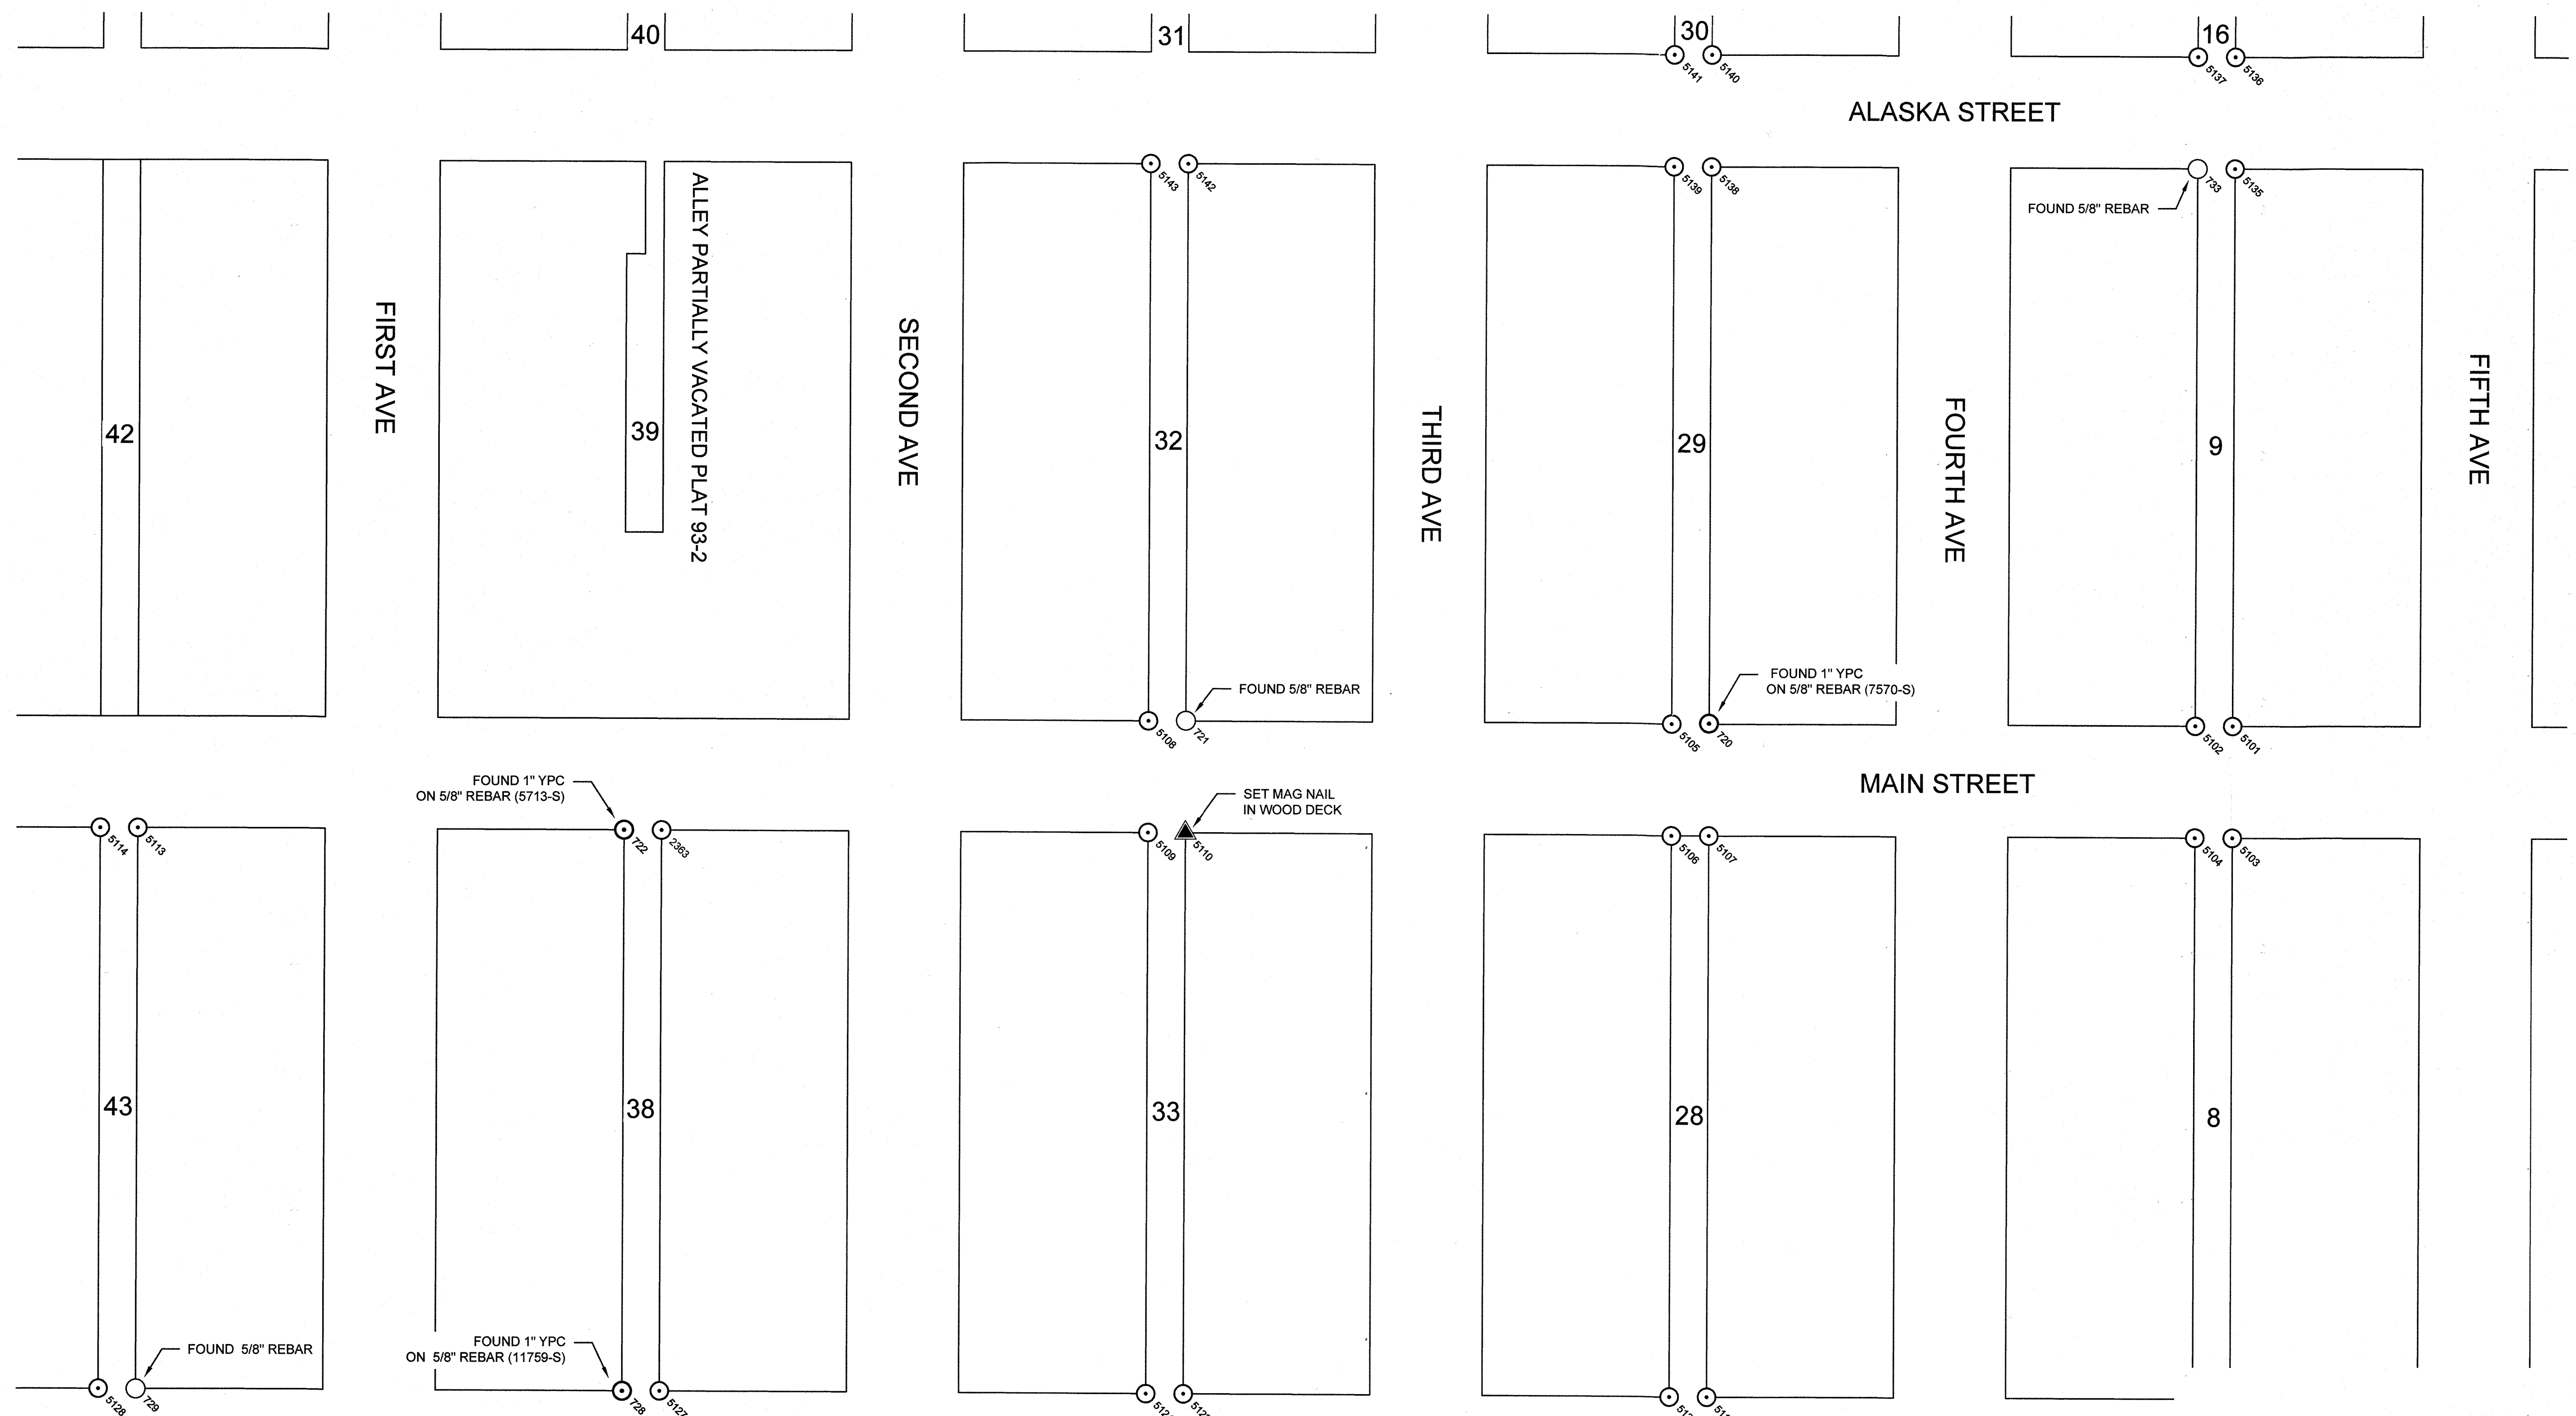 40
31
30
16
5141
5140
5137
5136
ALASKA STREET
5143
5142
5139
5138
733
5135
FOUND 5/8" REBAR
ALLEY PARTIALLY VACATED PLAT 93-2
FIRST AVE
SECOND AVE
THIRD AVE
FOURTH AVE
FIFTH AVE
42
39
32
29
9
FOUND 5/8" REBAR
FOUND 1" YPC
ON 5/8" REBAR (7570-S)
5108
721
5105
720
5102
5101
MAIN STREET
FOUND 1" YPC
ON 5/8" REBAR (5713-S)
SET MAG NAIL
IN WOOD DECK
5114
5113
722
2363
5109
5110
5106
5107
5104
5103
43
38
33
28
8
FOUND 5/8" REBAR
FOUND 1" YPC
ON 5/8" REBAR (11759-S)
5128
729
728
5127